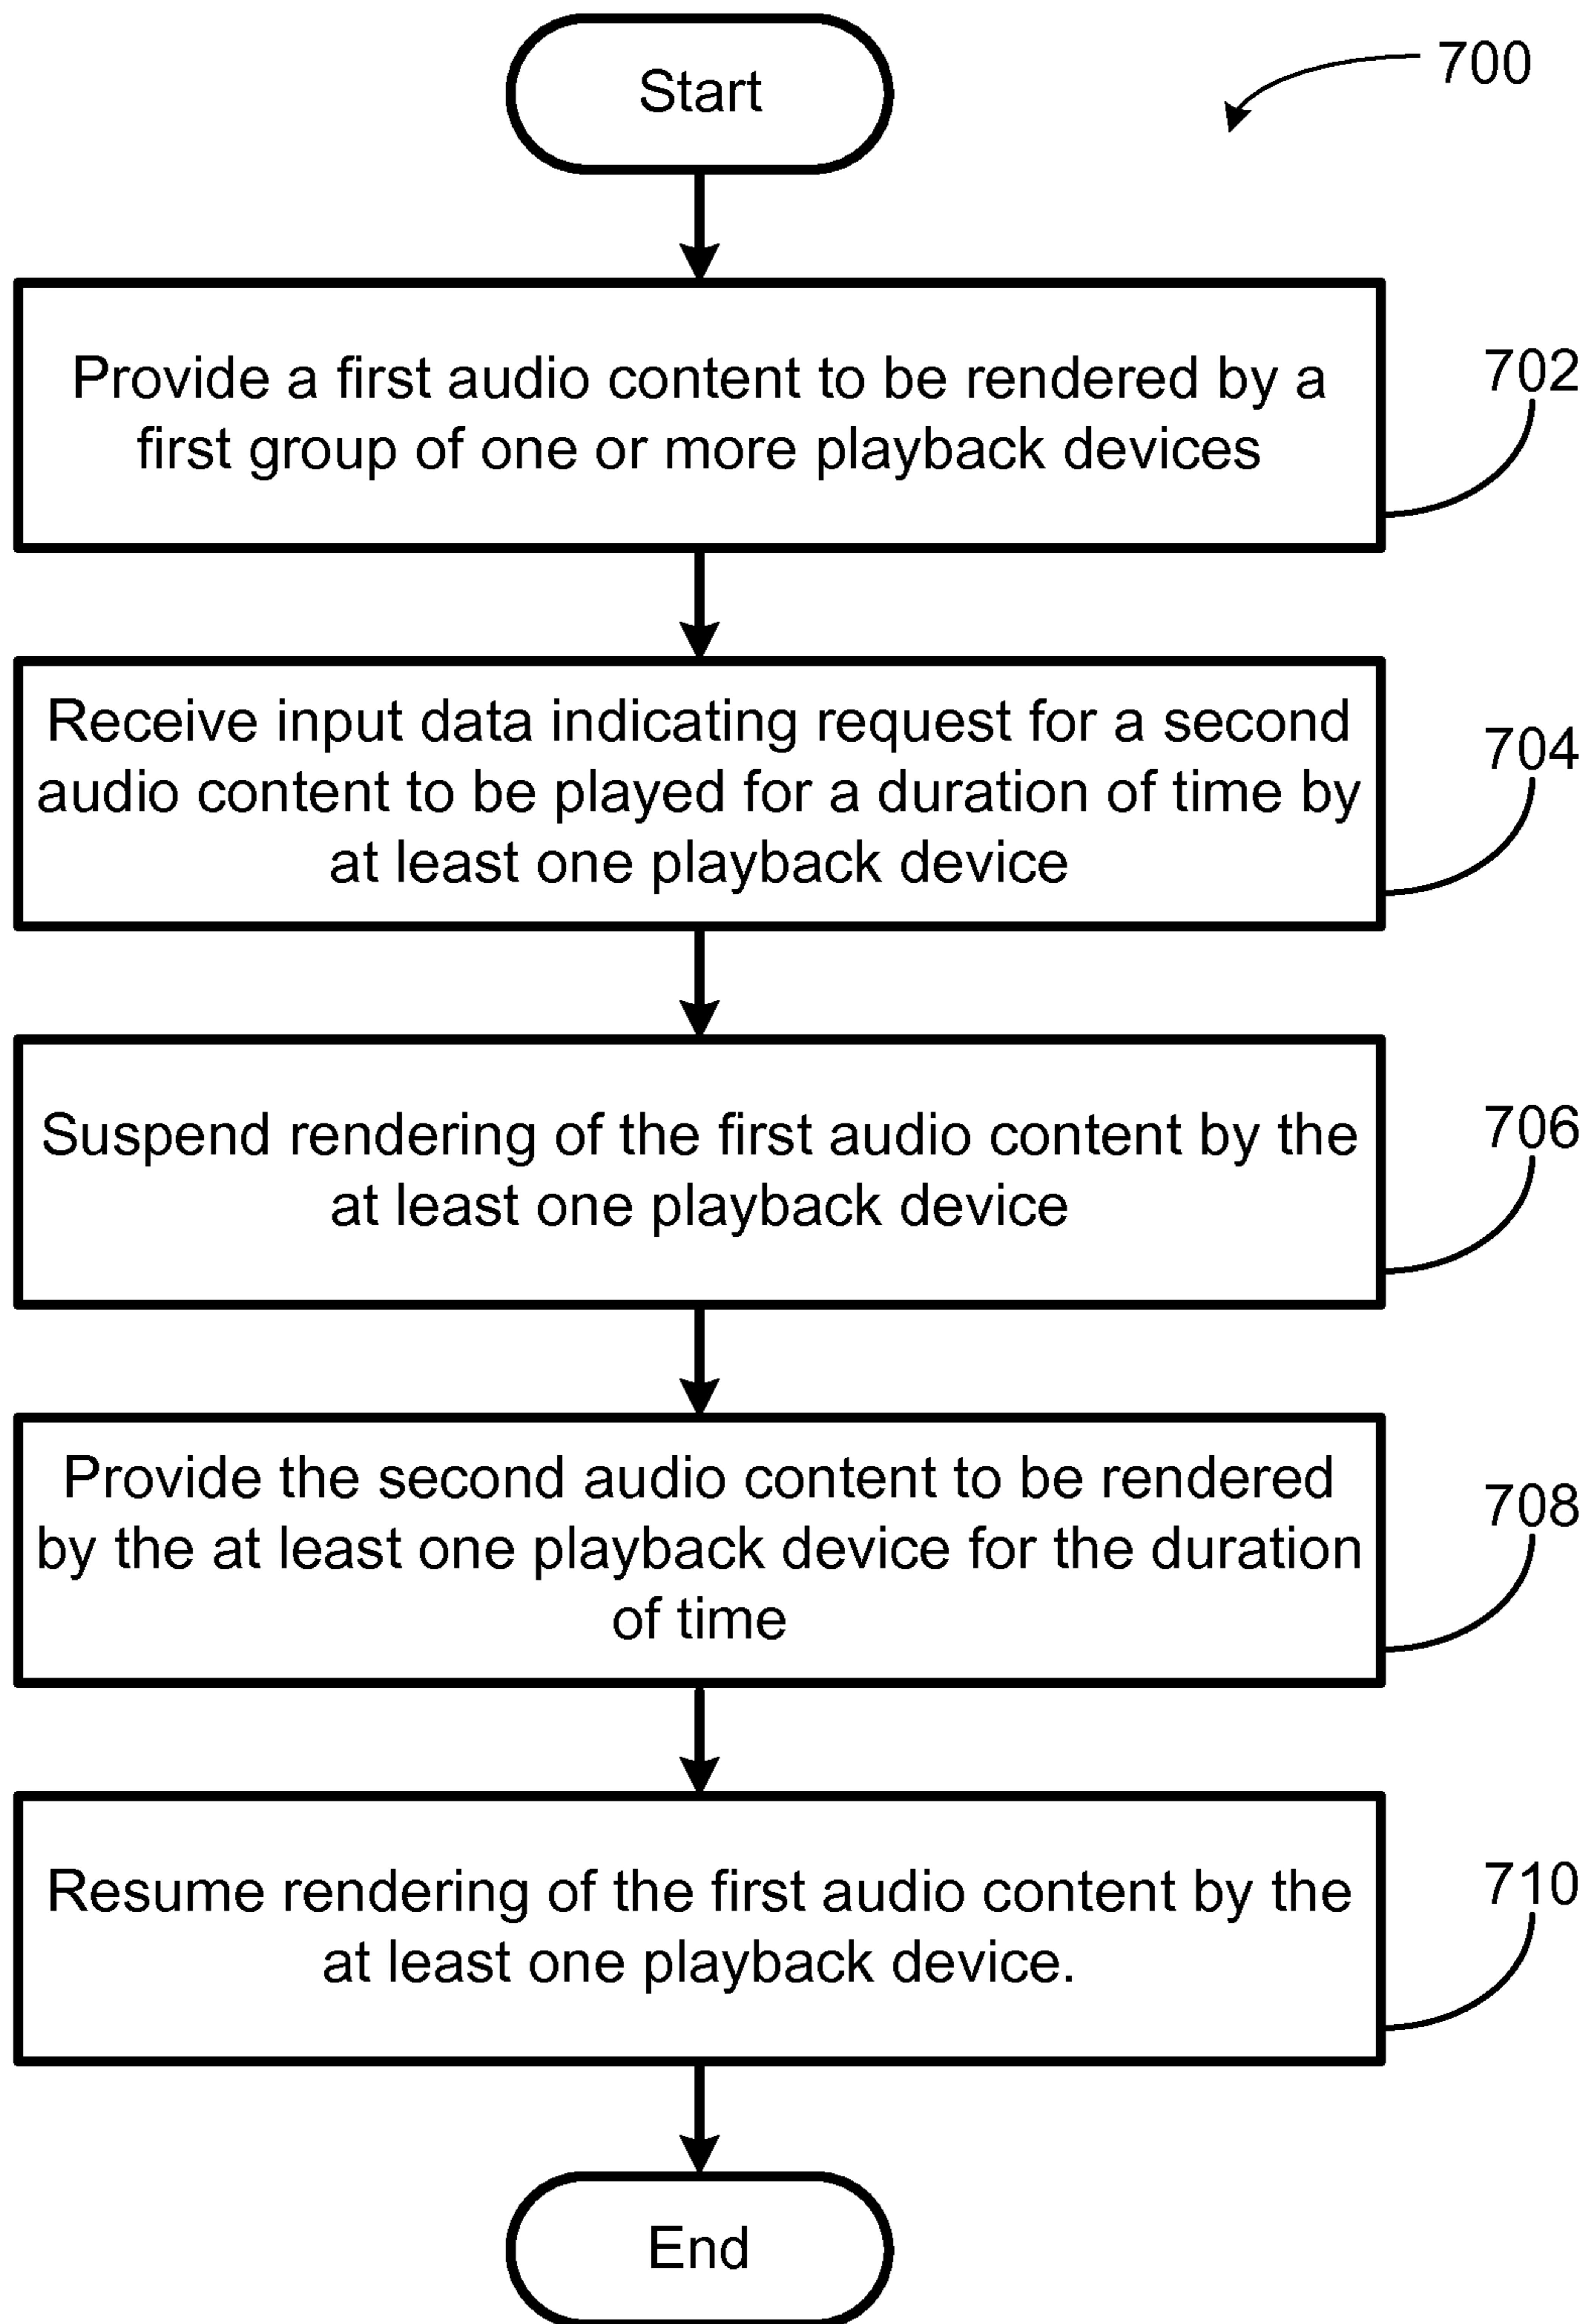 Start
700
Provide a first audio content to be rendered by a
first group of one or more playback devices
702
Receive input data indicating request for a second
audio content to be played for a duration of time by
at least one playback device
704
Suspend rendering of the first audio content by the
at least one playback device
706
Provide the second audio content to be rendered
by the at least one playback device for the duration
of time
708
Resume rendering of the first audio content by the
at least one playback device.
710
End